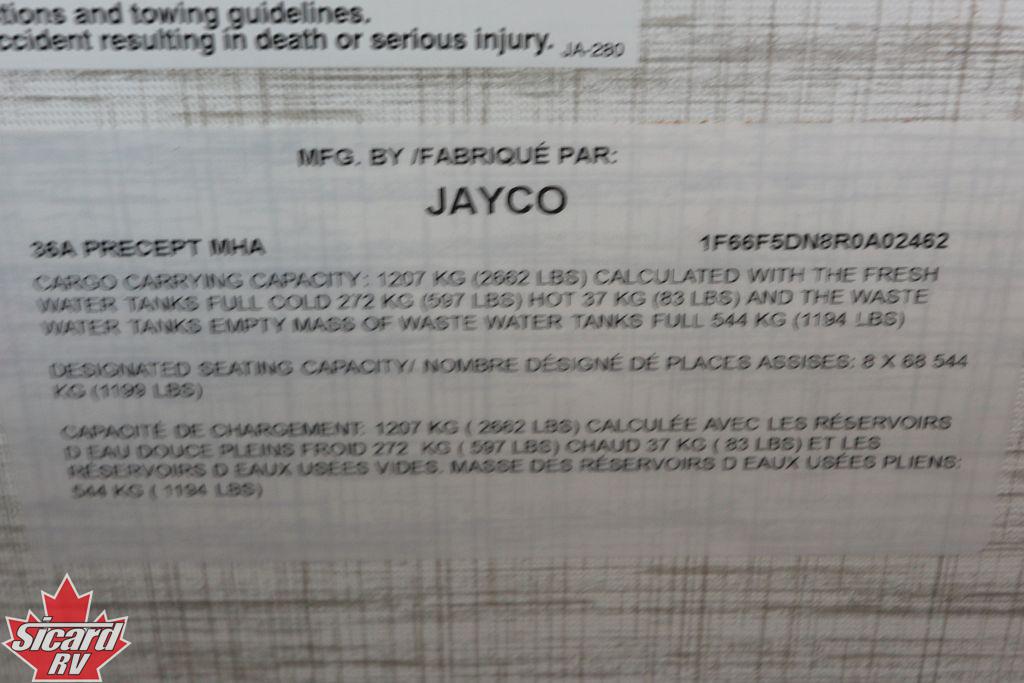 tions and towing guidelines.
ccident resulting in death or serious injury. JA-280
MFG. BY /FABRIQUÉ PAR:
JAYCO
36A PRECEPT MHA 1F66F5DN8R0A02462
CARGO CARRYING CAPACITY: 1207 KG (2662 LBS) CALCULATED WITH THE FRESH
WATER TANKS FULL COLD 272 KG (597 LBS) HOT 37 KG (83 LBS) AND THE WASTE
WATER TANKS EMPTY MASS OF WASTE WATER TANKS FULL 544 KG (1194 LBS)
DESIGNATED SEATING CAPACITY/ NOMBRE DÉSIGNÉ DÉ PLACES ASSISES: 8 X 68 544
KG (1199 LBS)
CAPACITÉ DE CHARGEMENT: 1207 KG ( 2662 LBS) CALCULÉE AVEC LES RÉSERVOIRS
D EAU DOUCE PLEINS FROID 272 KG ( 597 LBS) CHAUD 37 KG ( 83 LBS) ET LES
RÉSERVOIRS D EAUX USÉES VIDES. MASSE DES RÉSERVOIRS D EAUX USÉES PLIENS:
544 KG ( 1194 LBS)
Sicard
RV